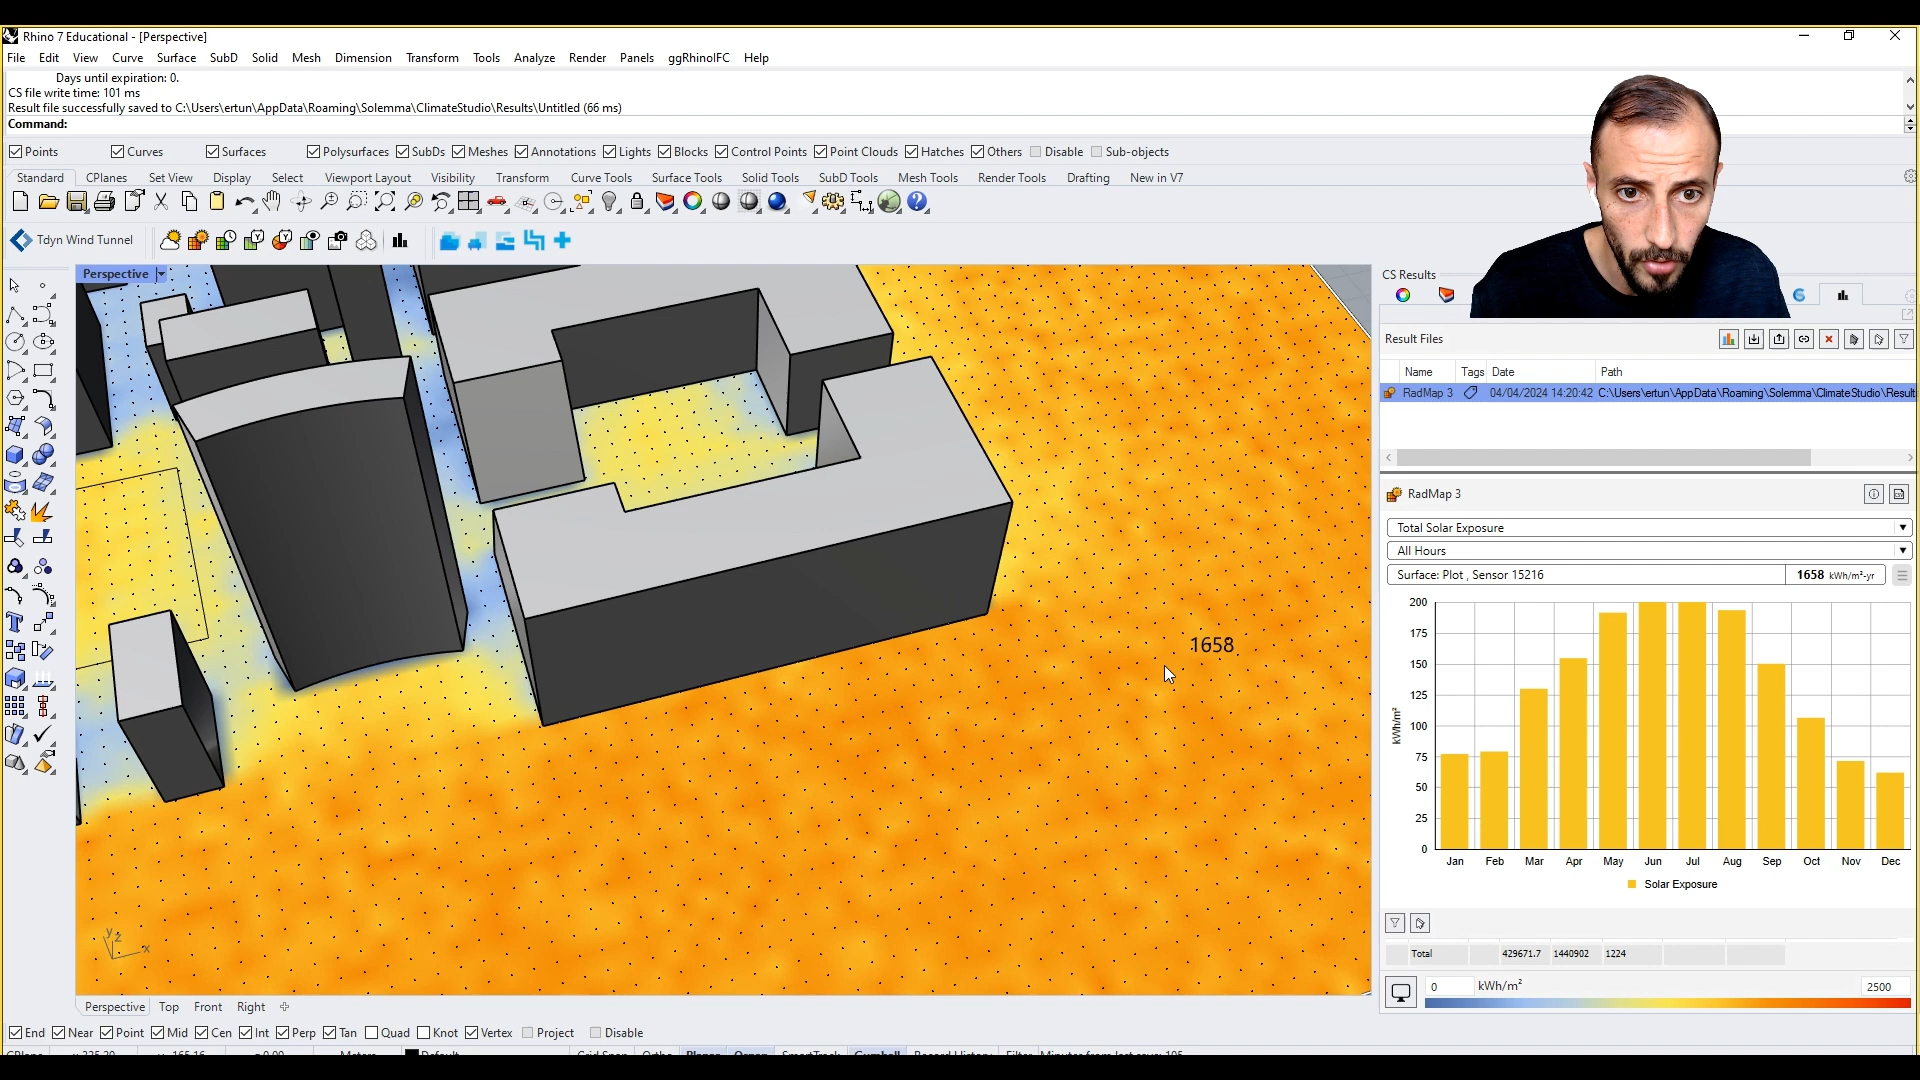 Rhino 7 Educational - [Perspective]
File Edit View Curve Surface SubD Solid Mesh Dimension Transform Tools Analyze Render Panels ggRhinoIFC Help
Days until expiration: 0.
CS file write time: 101 ms
Result file successfully saved to C:\Users\ertun\AppData\Roaming\Solemma\ClimateStudio\Results\Untitled (66 ms)
Command:
Points Curves Surfaces Polysurfaces SubDs Meshes Annotations Lights Blocks Control Points Point Clouds Hatches Others Disable Sub-objects
Standard CPlanes Set View Display Select Viewport Layout Visibility Transform Curve Tools Surface Tools Solid Tools SubD Tools Mesh Tools Render Tools Drafting New in V7
Tdyn Wind Tunnel
Perspective
1658
y z x
Perspective Top Front Right
CS Results
Result Files
Name Tags Date Path
RadMap 3 04/04/2024 14:20:42 C:\Users\ertun\AppData\Roaming\Solemma\ClimateStudio\Result
RadMap 3
Total Solar Exposure
All Hours
Surface: Plot , Sensor 15216 1658 kWh/m²-yr
200
175
150
125
100
75
50
25
0
kWh/m²
Jan Feb Mar Apr May Jun Jul Aug Sep Oct Nov Dec
Solar Exposure
Total 429671.7 1440902 1224
0 kWh/m² 2500
End Near Point Mid Cen Int Perp Tan Quad Knot Vertex Project Disable